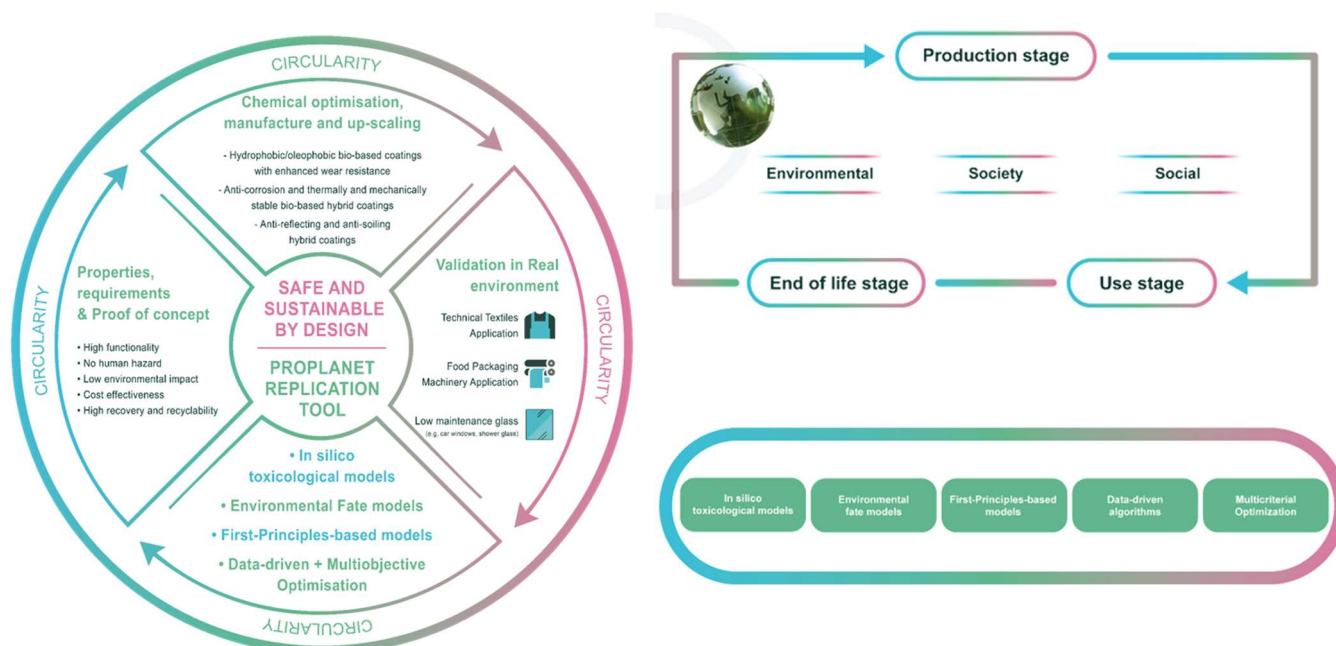 CIRCULARITY
Chemical optimisation,
manufacture and up-scaling
- Hydrophobic/oleophobic bio-based coatings
with enhanced wear resistance
- Anti-corrosion and thermally and mechanically
stable bio-based hybrid coatings
- Anti-reflecting and anti-soiling
hybrid coatings
CIRCULARITY
Properties,
requirements
& Proof of concept
• High functionality
• No human hazard
• Low environmental impact
• Cost effectiveness
• High recovery and recyclability
SAFE AND
SUSTAINABLE
BY DESIGN
PROPLANET
REPLICATION
TOOL
Validation in Real
environment
Technical Textiles
Application
Food Packaging
Machinery Application
Low maintenance glass
(e.g. car windows, shower glass)
CIRCULARITY
• In silico
toxicological models
• Environmental Fate models
• First-Principles-based models
• Data-driven + Multiobjective
Optimisation
CIRCULARITY
Production stage
Environmental
Society
Social
End of life stage
Use stage
In silico
toxicological models
Environmental
fate models
First-Principles-based
models
Data-driven
algorithms
Multicriterial
Optimization